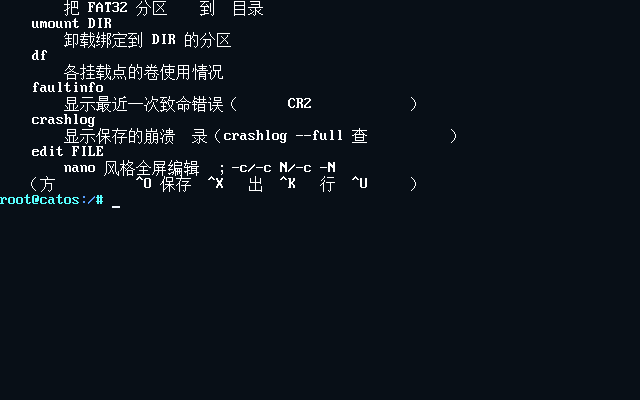 把 FAT32 分区 到 目录
umount DIR
卸载绑定到 DIR 的分区
df
各挂载点的卷使用情况
faultinfo
显示最近一次致命错误（ CR2 ）
crashlog
显示保存的崩溃 录（crashlog --full 查 ）
edit FILE
nano 风格全屏编辑 ；-c/-c N/-c -N
（方 ^O 保存 ^X 出 ^K 行 ^U ）
root@catos:/# _